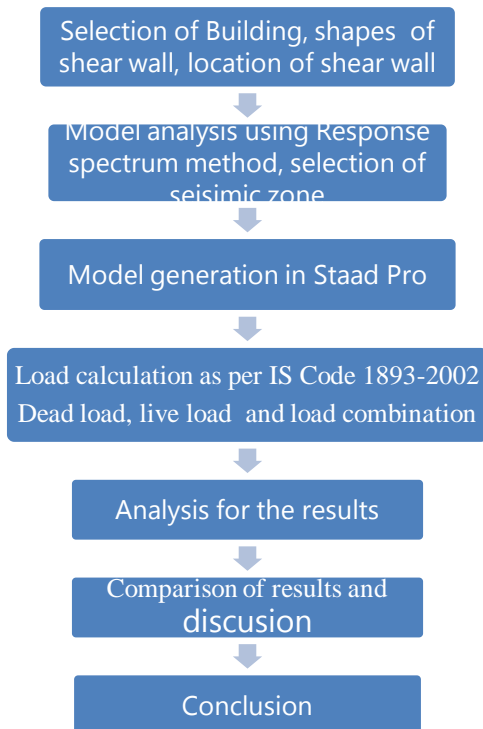 Selection of Building, shapes of
shear wall, location of shear wall
Model analysis using Response
spectrum method, selection of
seisimic zone
Model generation in Staad Pro
Load calculation as per IS Code 1893-2002
Dead load, live load and load combination
Analysis for the results
Comparison of results and
discusion
Conclusion